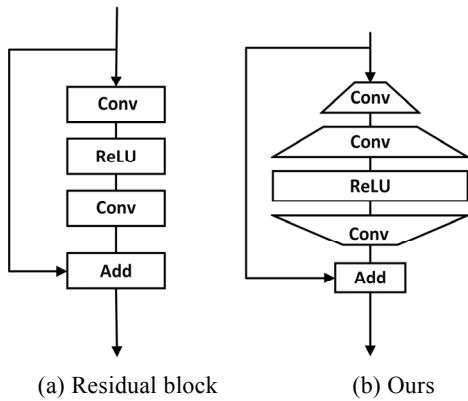 Conv
ReLU
Conv
Add
(a) Residual block
Conv
Conv
ReLU
Conv
Add
(b) Ours